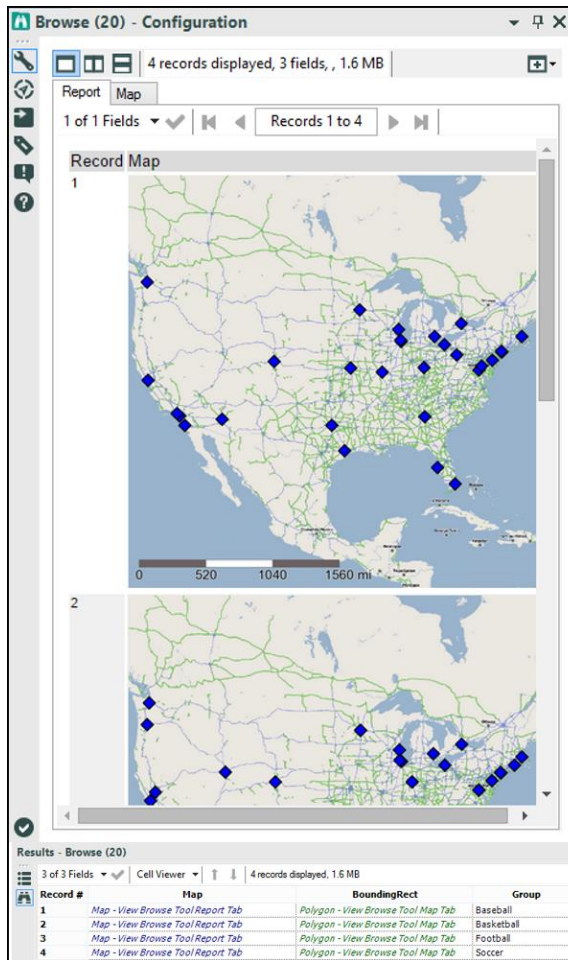 Browse (20) - Configuration
4 records displayed, 3 fields, , 1.6 MB
Report Map
1 of 1 Fields Records 1 to 4
Record Map
1
0 520 1040 1560 mi
2
Results - Browse (20)
3 of 3 Fields Cell Viewer 4 records displayed, 1.6 MB
Record # Map BoundingRect Group
1 Map - View Browse Tool Report Tab Polygon - View Browse Tool Map Tab Baseball
2 Map - View Browse Tool Report Tab Polygon - View Browse Tool Map Tab Basketball
3 Map - View Browse Tool Report Tab Polygon - View Browse Tool Map Tab Football
4 Map - View Browse Tool Report Tab Polygon - View Browse Tool Map Tab Soccer